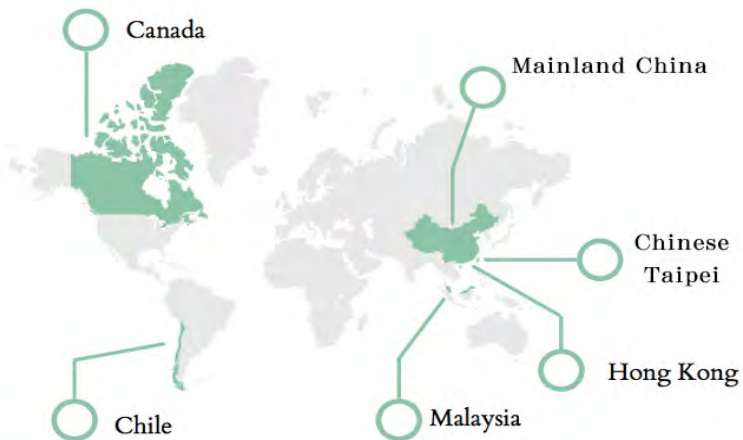 Canada
Mainland China
Chinese
Taipei
Hong Kong
Chile
Malaysia